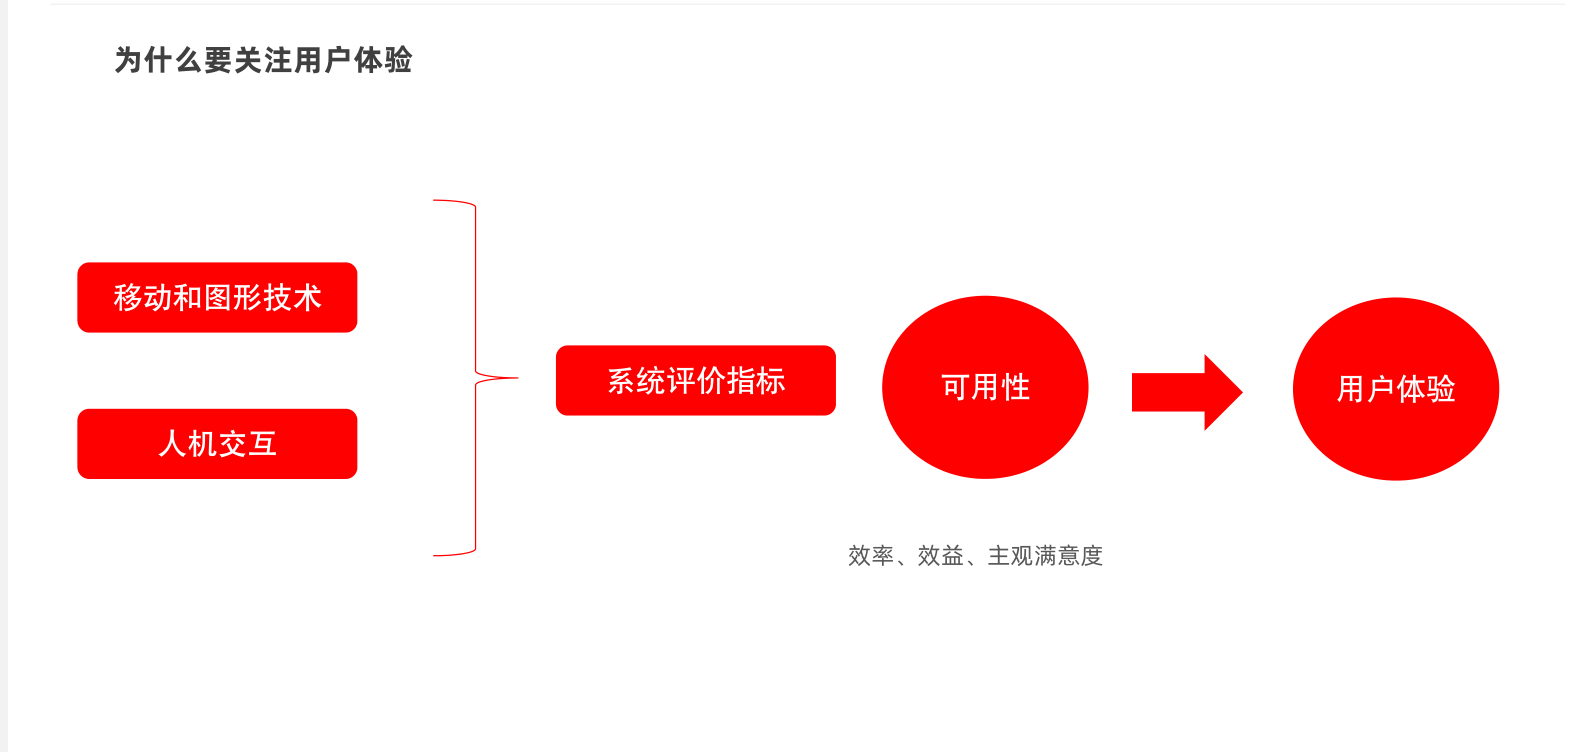 为什么要关注用户体验
移动和图形技术
人机交互
系统评价指标
可用性
用户体验
效率、效益、主观满意度